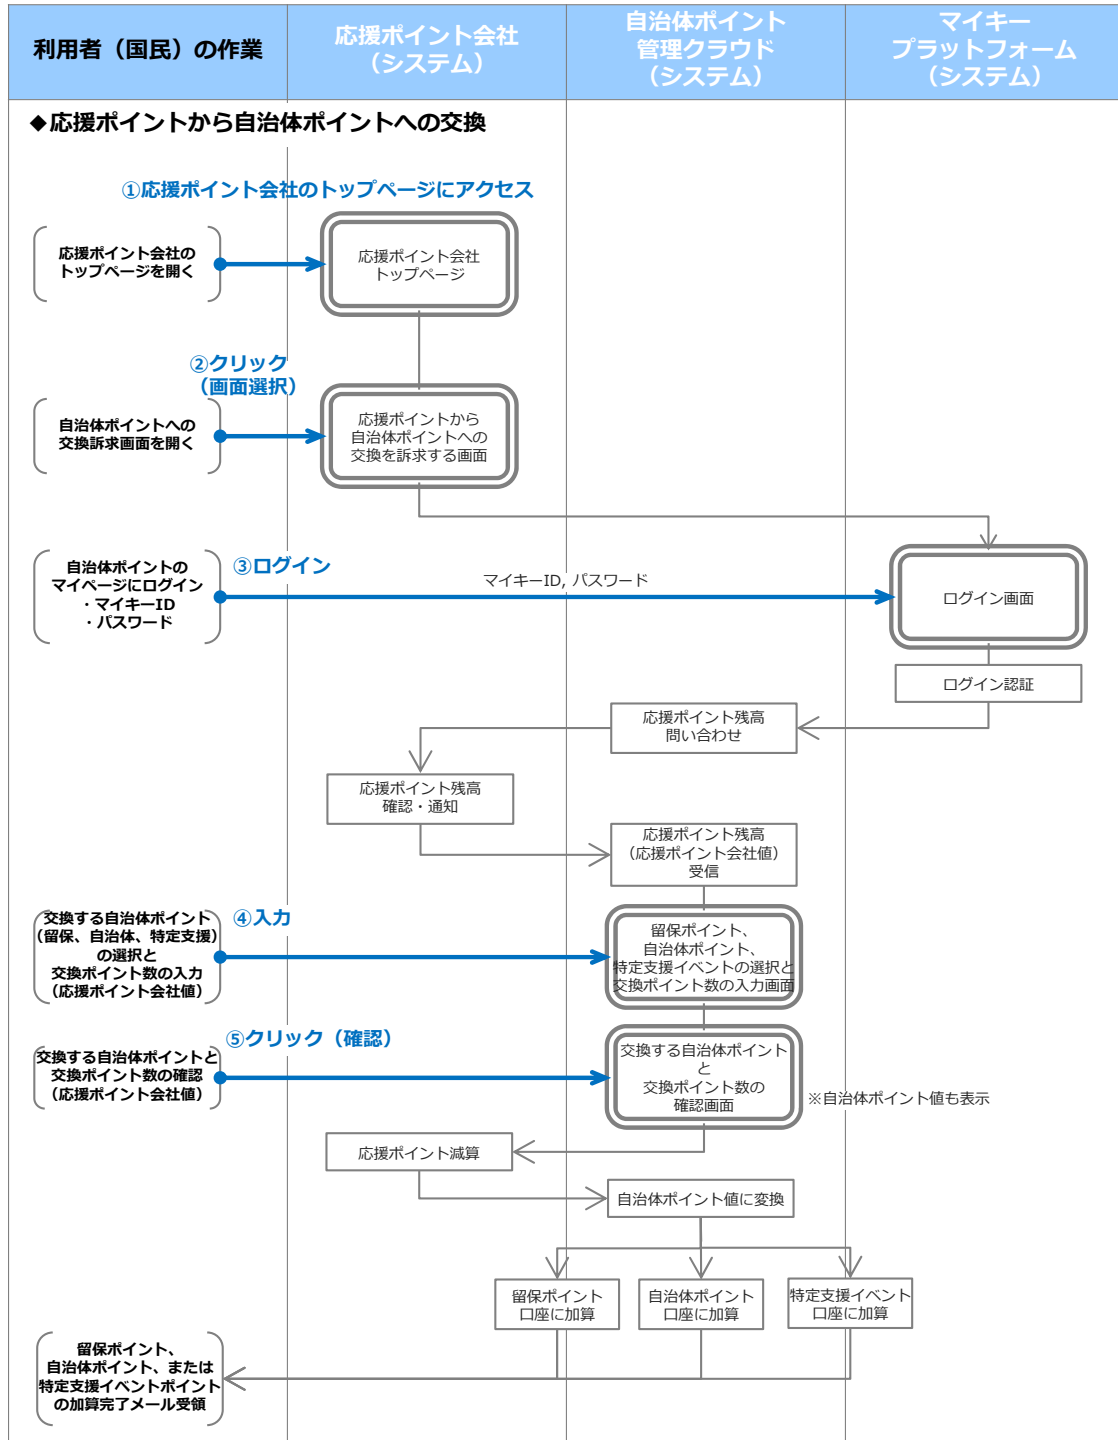 利用者（国民）の作業
応援ポイント会社
（システム）
自治体ポイント
管理クラウド
（システム）
マイキー
プラットフォーム
（システム）
◆応援ポイントから自治体ポイントへの交換
①応援ポイント会社のトップページにアクセス
応援ポイント会社の
トップページを開く
応援ポイント会社
トップページ
②クリック
（画面選択）
自治体ポイントへの
交換訴求画面を開く
応援ポイントから
自治体ポイントへの
交換を訴求する画面
自治体ポイントの
マイページにログイン
・マイキーID
・パスワード
③ログイン
マイキーID, パスワード
ログイン画面
ログイン認証
応援ポイント残高
問い合わせ
応援ポイント残高
確認・通知
応援ポイント残高
（応援ポイント会社値）
受信
交換する自治体ポイント
（留保、自治体、特定支援）
の選択と
交換ポイント数の入力
（応援ポイント会社値）
④入力
留保ポイント、
自治体ポイント、
特定支援イベントの選択と
交換ポイント数の入力画面
⑤クリック（確認）
交換する自治体ポイントと
交換ポイント数の確認
（応援ポイント会社値）
交換する自治体ポイント
と
交換ポイント数の
確認画面
※自治体ポイント値も表示
応援ポイント減算
自治体ポイント値に変換
留保ポイント
口座に加算
自治体ポイント
口座に加算
特定支援イベント
口座に加算
留保ポイント、
自治体ポイント、または
特定支援イベントポイント
の加算完了メール受領